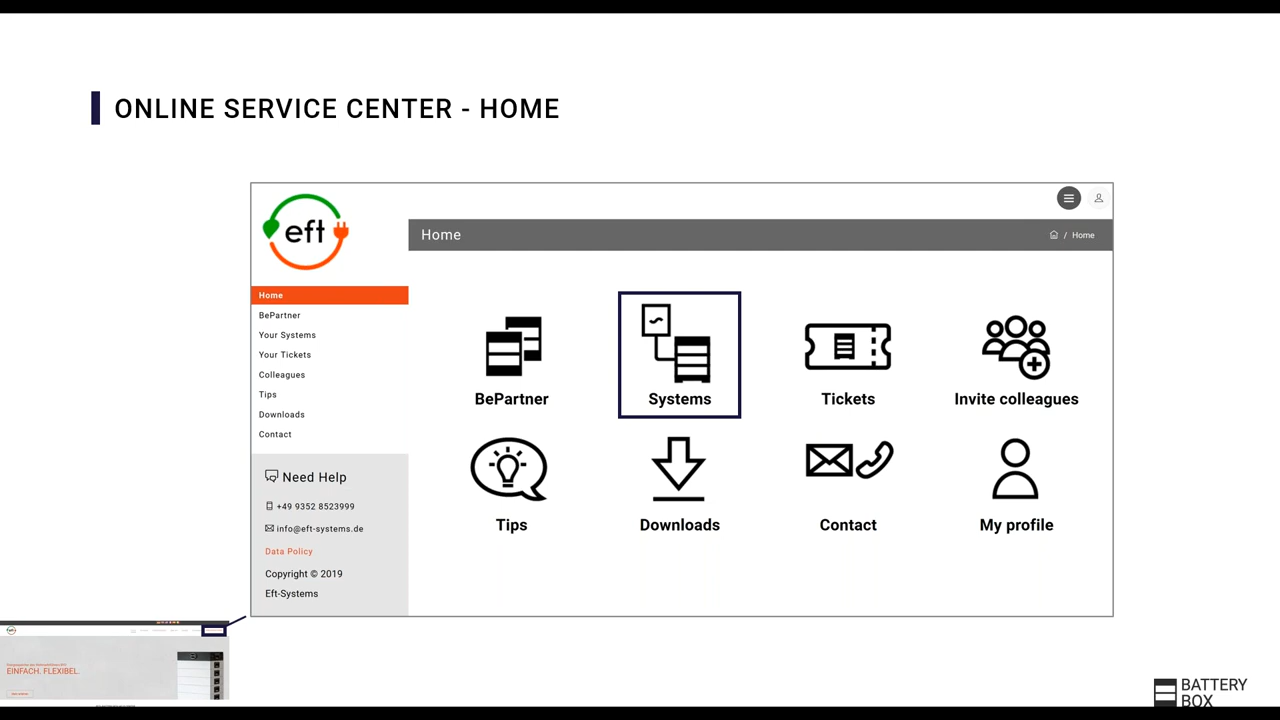 ONLINE SERVICE CENTER - HOME
eft
Home
/ Home
Home
BePartner
Your Systems
Your Tickets
Colleagues
Tips
Downloads
Contact
BePartner
Systems
Tickets
Invite colleagues
Tips
Downloads
Contact
My profile
Need Help
+49 9352 8523999
info@eft-systems.de
Data Policy
Copyright © 2019
Eft-Systems
EINFACH. FLEXIBEL.
BATTERY
BOX